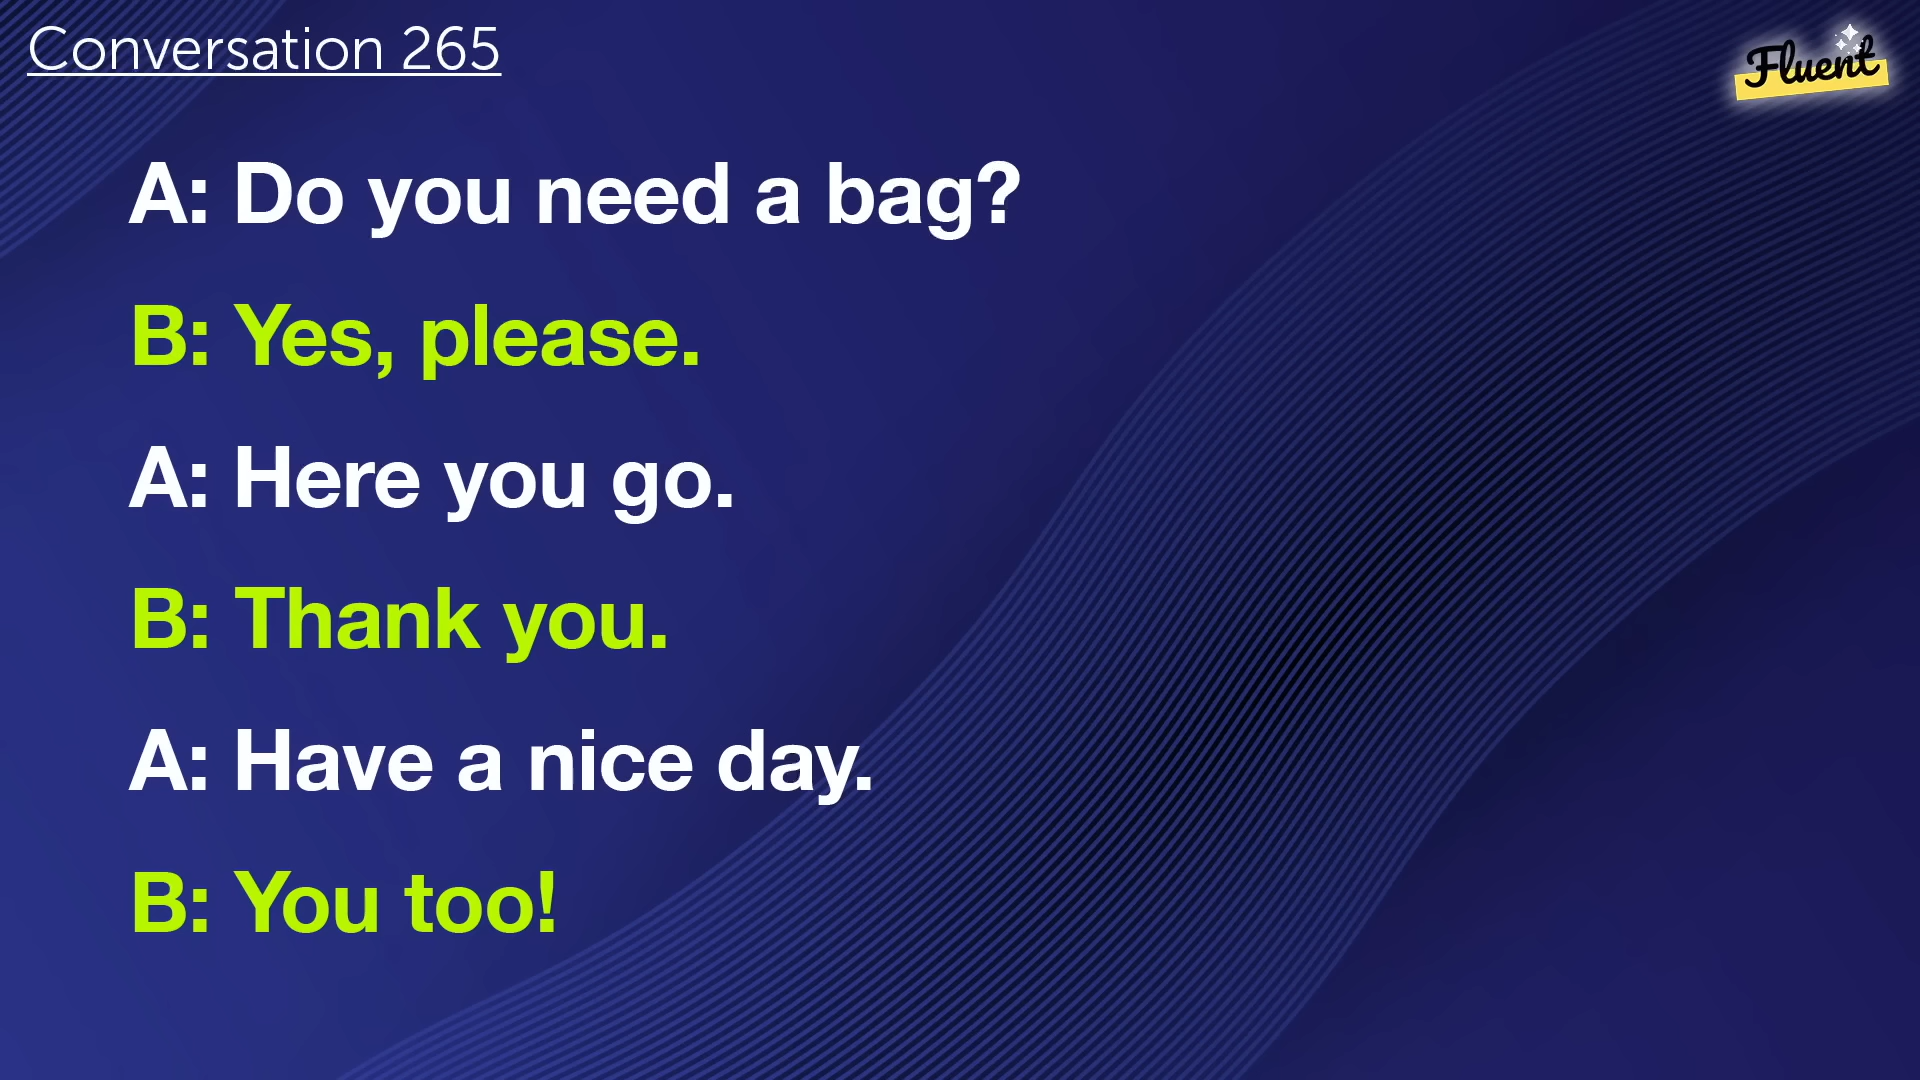 Conversation 265
Fluent
A: Do you need a bag?
B: Yes, please.
A: Here you go.
B: Thank you.
A: Have a nice day.
B: You too!